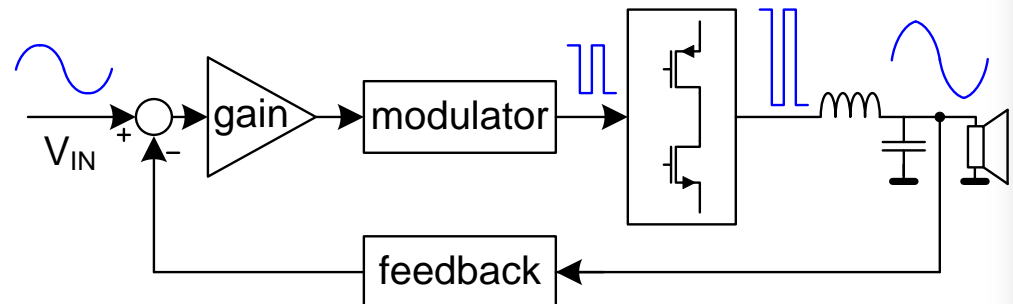 gain
modulator
+
V_IN
−
feedback